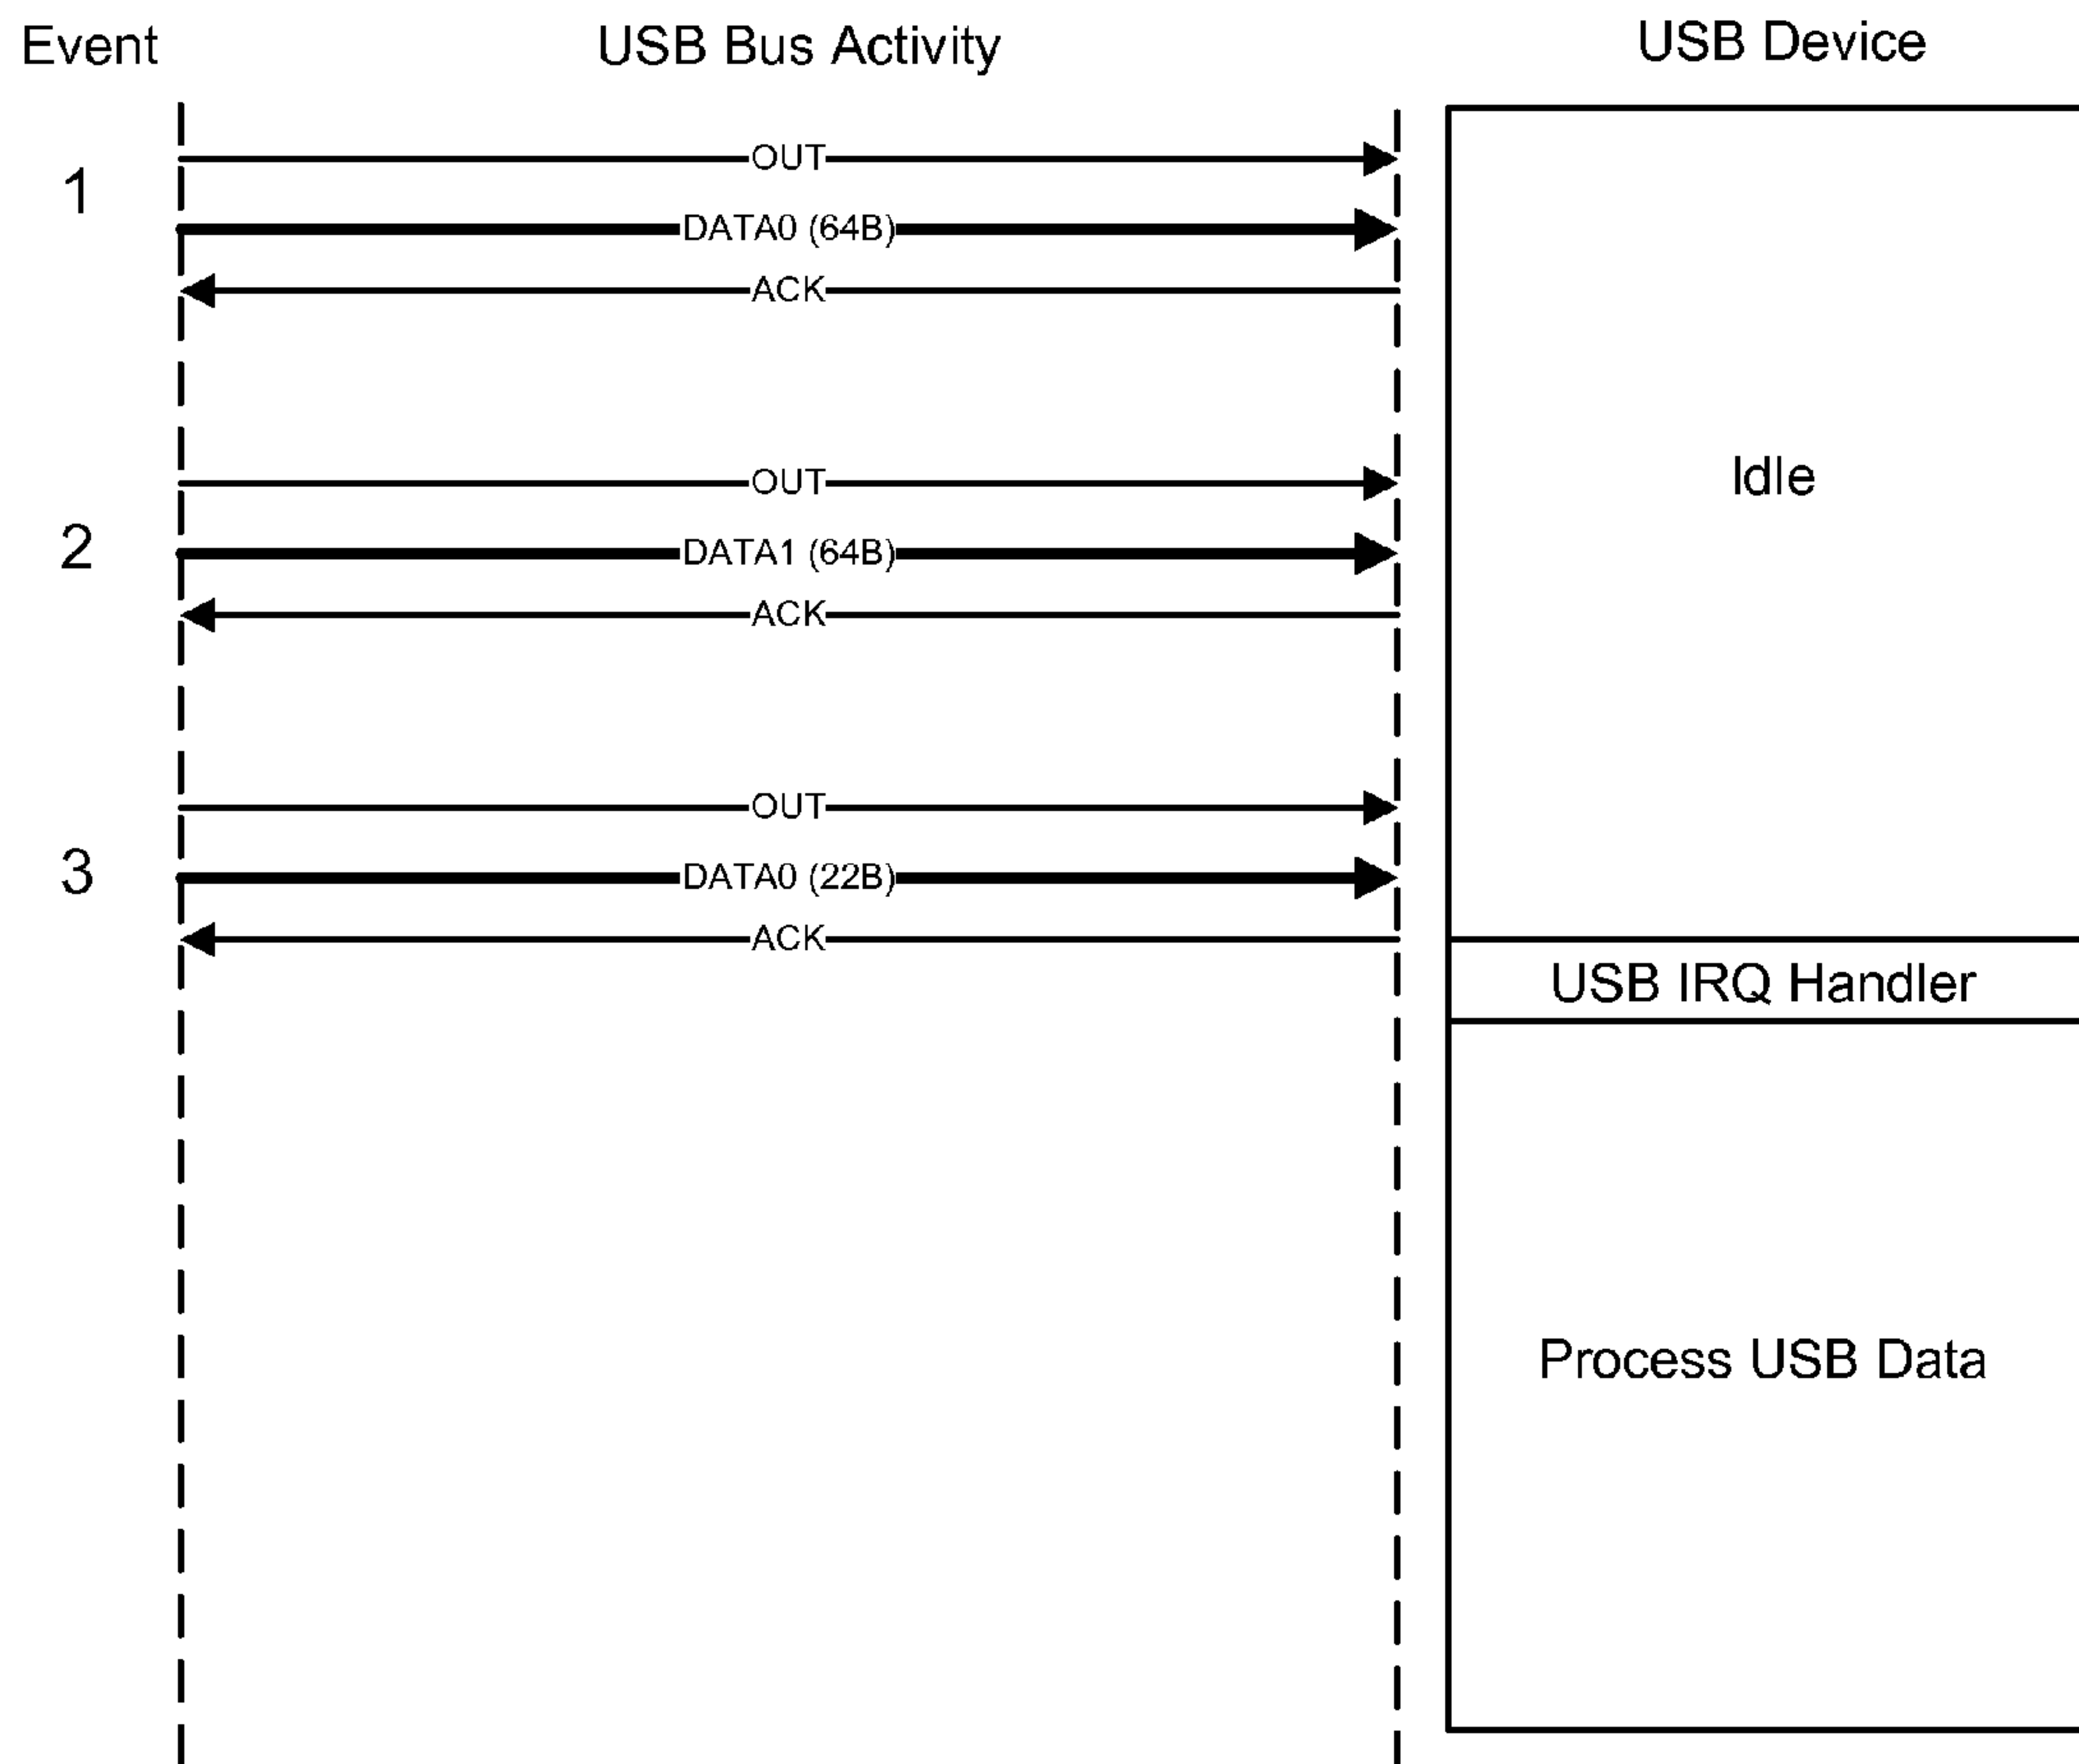 Event
USB Bus Activity
USB Device
OUT
1
DATA0 (64B)
ACK
OUT
Idle
2
DATA1 (64B)
ACK
OUT
3
DATA0 (22B)
ACK
USB IRQ Handler
Process USB Data